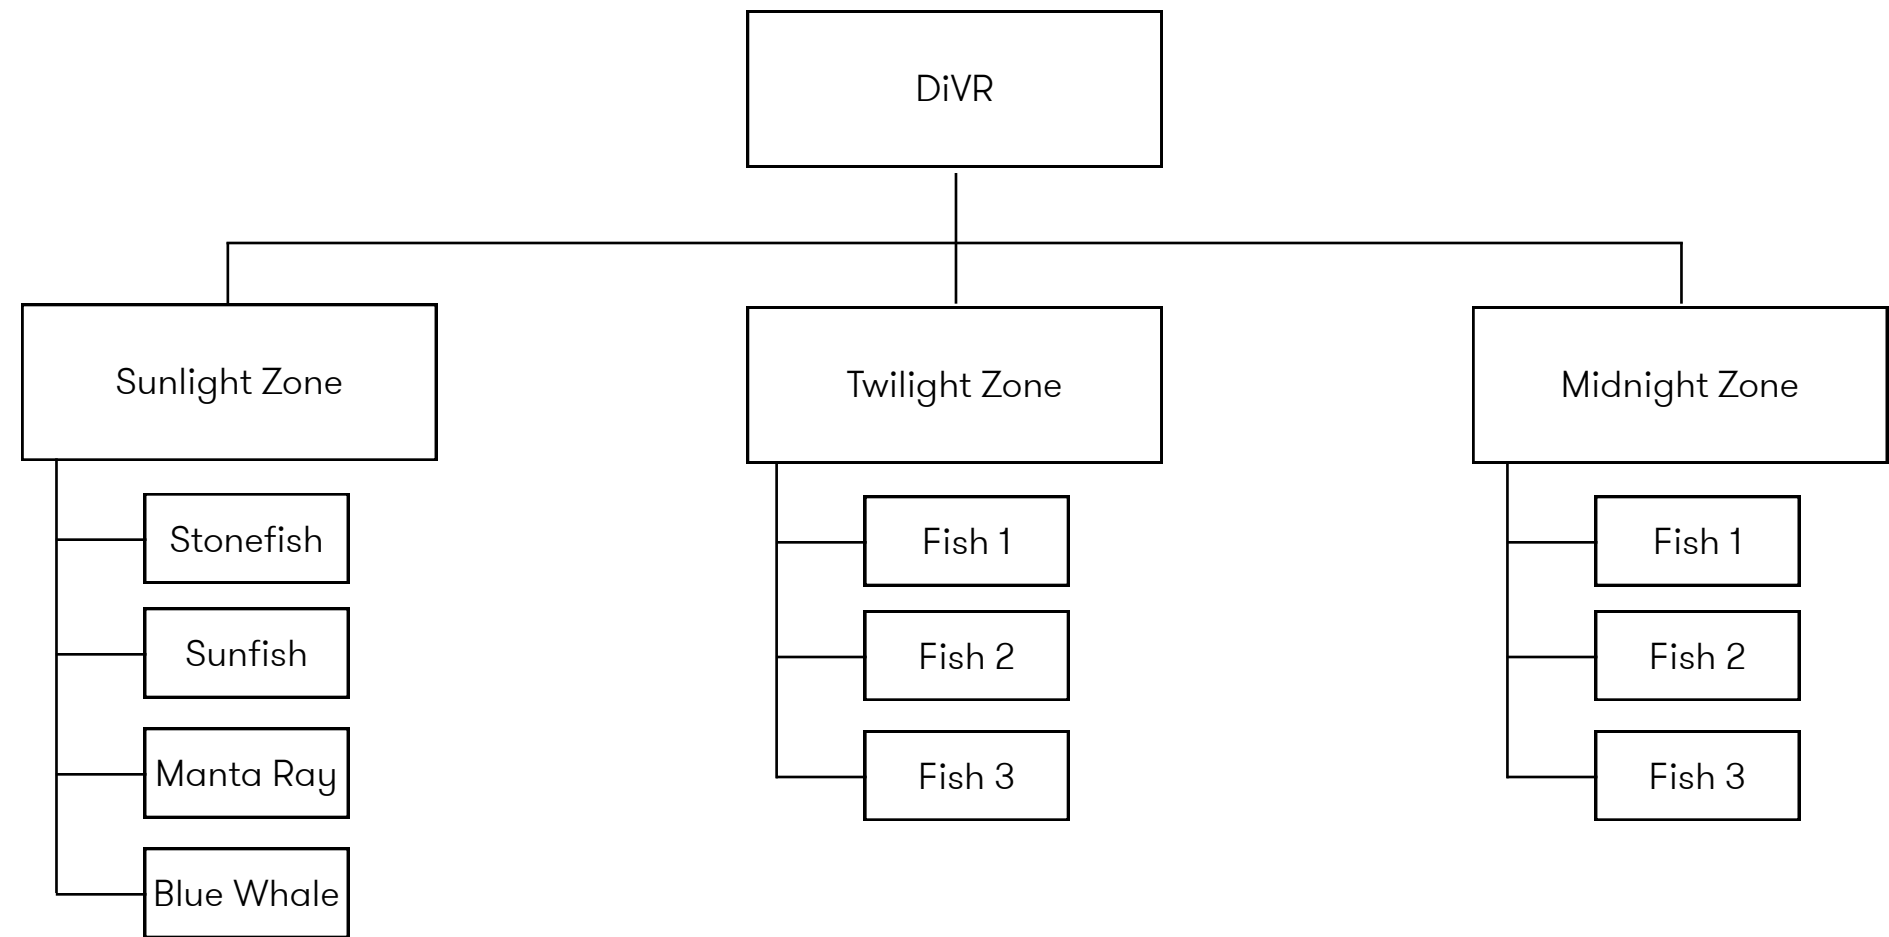 DiVR
Sunlight Zone
Stonefish
Sunfish
Manta Ray
Blue Whale
Twilight Zone
Fish 1
Fish 2
Fish 3
Midnight Zone
Fish 1
Fish 2
Fish 3